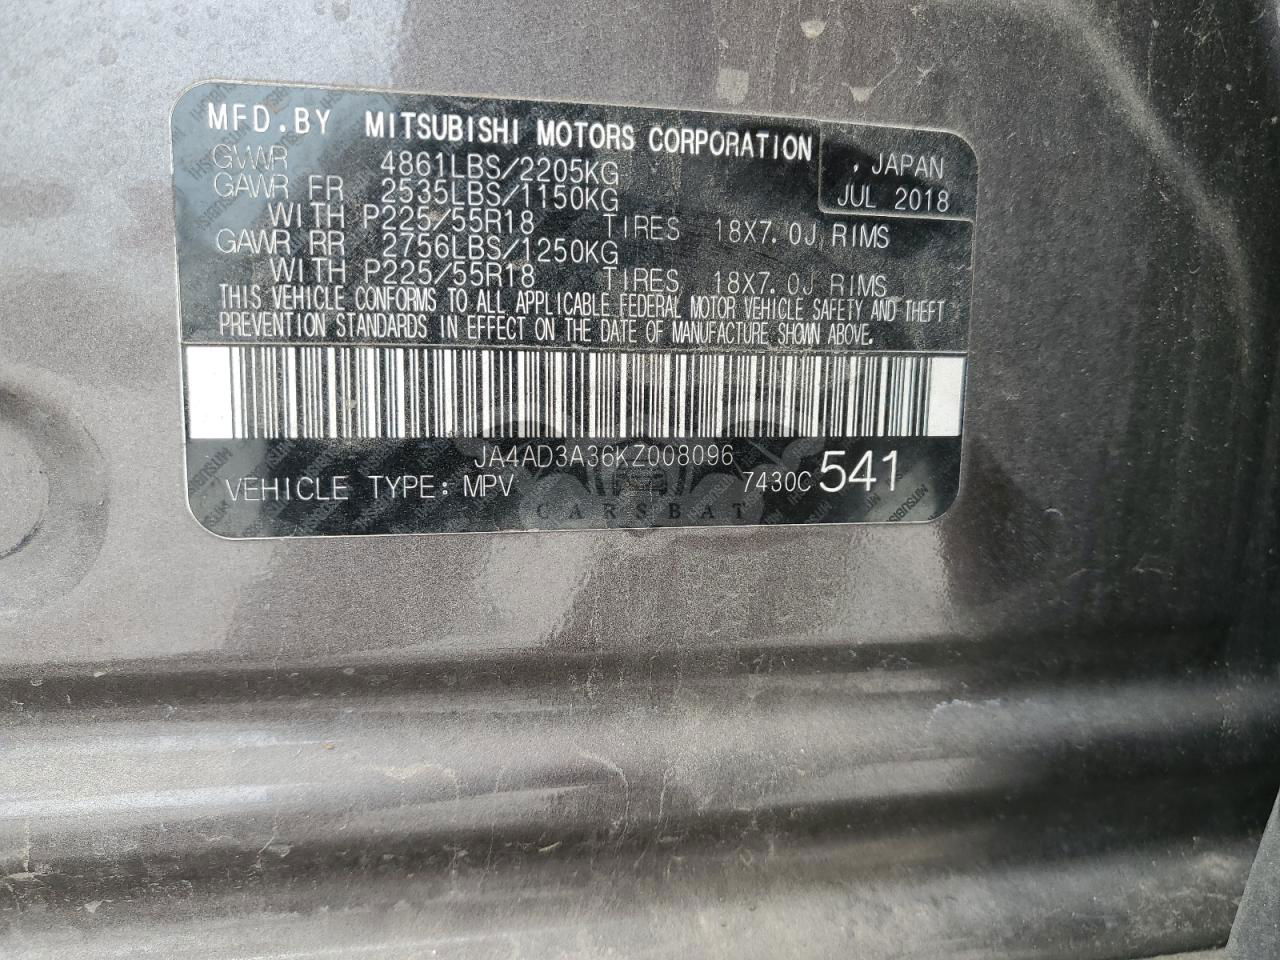 MFD.BY MITSUBISHI MOTORS CORPORATION , JAPAN
GVWR 4861LBS/2205KG JUL 2018
GAWR FR 2535LBS/1150KG
WITH P225/55R18 TIRES 18X7.0J RIMS
GAWR RR 2756LBS/1250KG
WITH P225/55R18 TIRES 18X7.0J RIMS
THIS VEHICLE CONFORMS TO ALL APPLICABLE FEDERAL MOTOR VEHICLE SAFETY AND THEFT
PREVENTION STANDARDS IN EFFECT ON THE DATE OF MANUFACTURE SHOWN ABOVE.
JA4AD3A36KZ008096
VEHICLE TYPE: MPV 7430C 541
CARSBAT